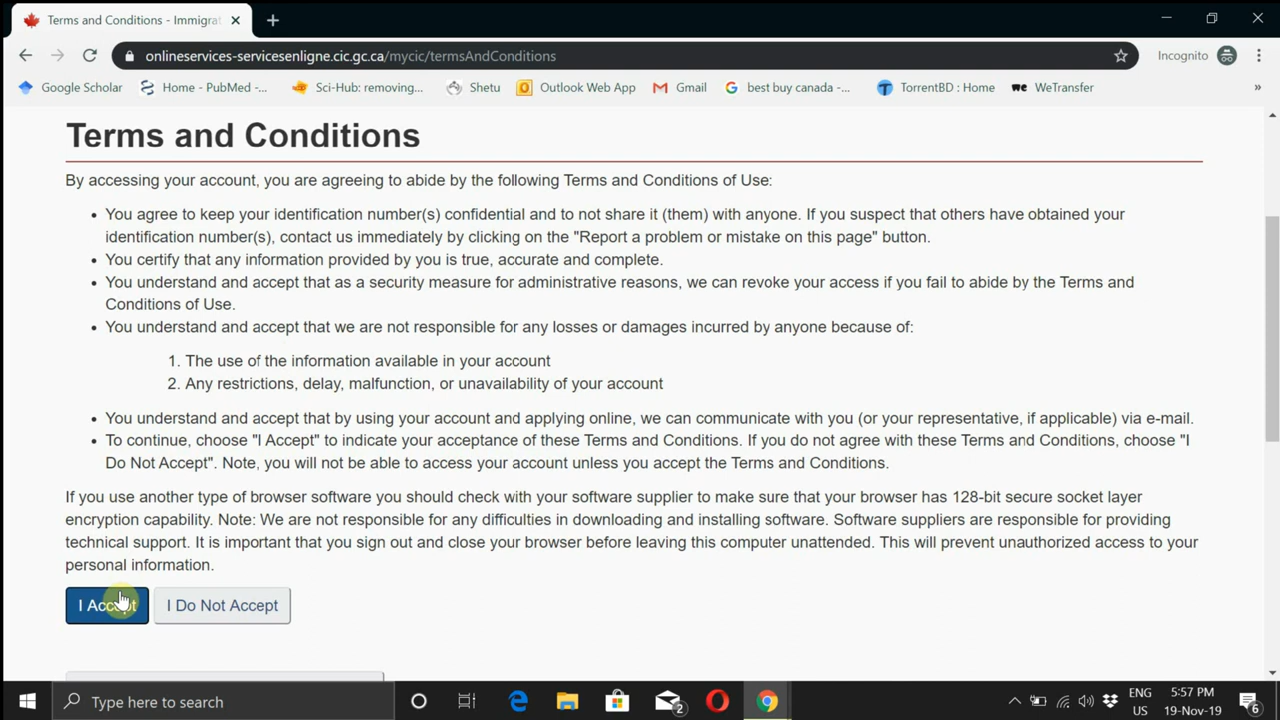 Terms and Conditions - Immigrat
onlineservices-servicesenligne.cic.gc.ca/mycic/termsAndConditions
Incognito
Google Scholar
Home - PubMed -...
Sci-Hub: removing...
Shetu
Outlook Web App
Gmail
best buy canada -...
TorrentBD : Home
WeTransfer
»
Terms and Conditions
By accessing your account, you are agreeing to abide by the following Terms and Conditions of Use:
• You agree to keep your identification number(s) confidential and to not share it (them) with anyone. If you suspect that others have obtained your
identification number(s), contact us immediately by clicking on the "Report a problem or mistake on this page" button.
• You certify that any information provided by you is true, accurate and complete.
• You understand and accept that as a security measure for administrative reasons, we can revoke your access if you fail to abide by the Terms and
Conditions of Use.
• You understand and accept that we are not responsible for any losses or damages incurred by anyone because of:
1. The use of the information available in your account
2. Any restrictions, delay, malfunction, or unavailability of your account
• You understand and accept that by using your account and applying online, we can communicate with you (or your representative, if applicable) via e-mail.
• To continue, choose "I Accept" to indicate your acceptance of these Terms and Conditions. If you do not agree with these Terms and Conditions, choose "I
Do Not Accept". Note, you will not be able to access your account unless you accept the Terms and Conditions.
If you use another type of browser software you should check with your software supplier to make sure that your browser has 128-bit secure socket layer
encryption capability. Note: We are not responsible for any difficulties in downloading and installing software. Software suppliers are responsible for providing
technical support. It is important that you sign out and close your browser before leaving this computer unattended. This will prevent unauthorized access to your
personal information.
I Accept
I Do Not Accept
Type here to search
2
ENG
US
5:57 PM
19-Nov-19
6